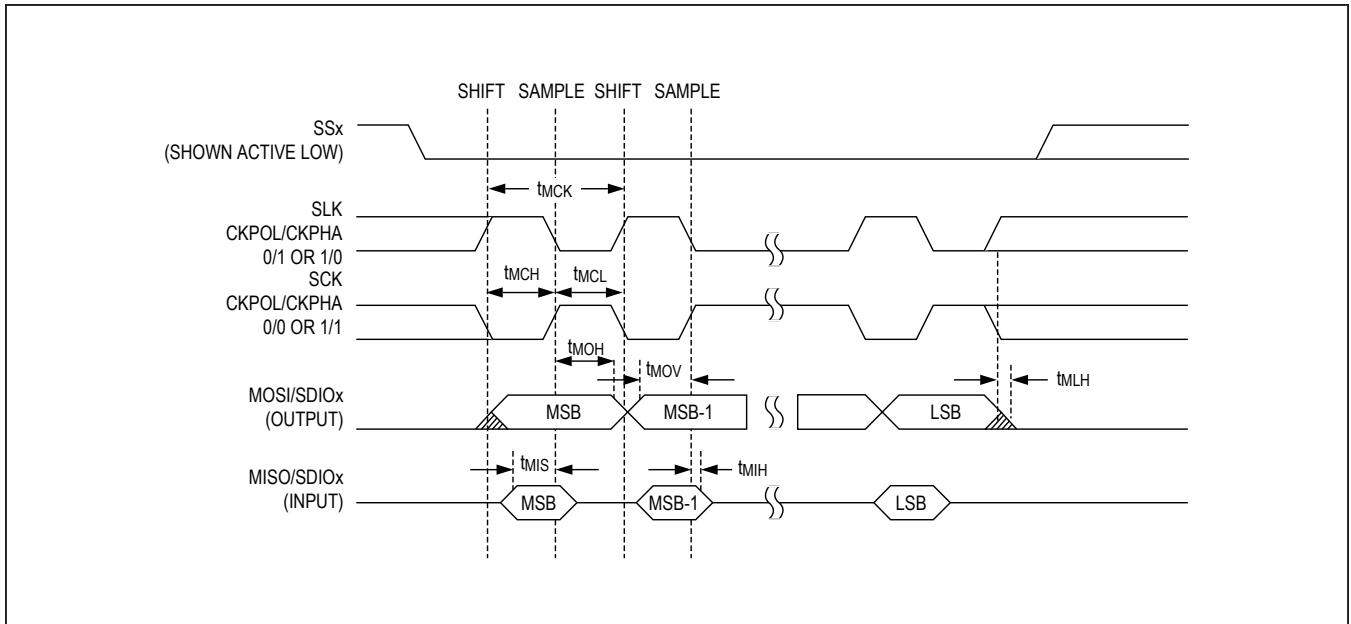 SHIFT SAMPLE SHIFT SAMPLE
SSx
(SHOWN ACTIVE LOW)
tMCK
SLK
CKPOL/CKPHA
0/1 OR 1/0
SCK
CKPOL/CKPHA
0/0 OR 1/1
tMCH tMCL
tMOH
tMOV
tMLH
MOSI/SDIOx
(OUTPUT)
MSB MSB-1 LSB
tMIS
tMIH
MISO/SDIOx
(INPUT)
MSB MSB-1 LSB